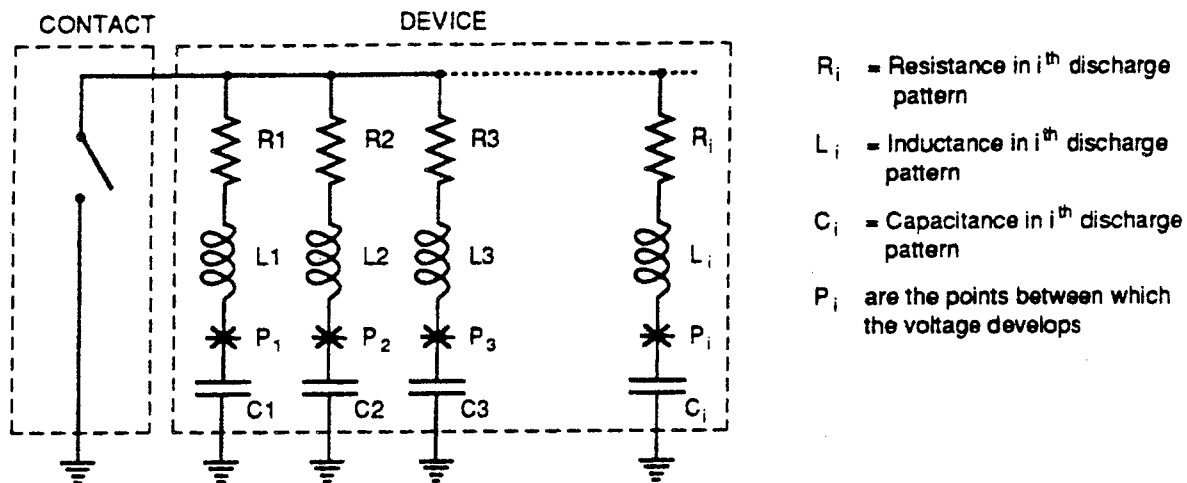 CONTACT
DEVICE
R1 R2 R3 Rᵢ
L1 L2 L3 Lᵢ
P₁ P₂ P₃ Pᵢ
C1 C2 C3 Cᵢ
Rᵢ = Resistance in iᵗʰ discharge
pattern
Lᵢ = Inductance in iᵗʰ discharge
pattern
Cᵢ = Capacitance in iᵗʰ discharge
pattern
Pᵢ are the points between which
the voltage develops